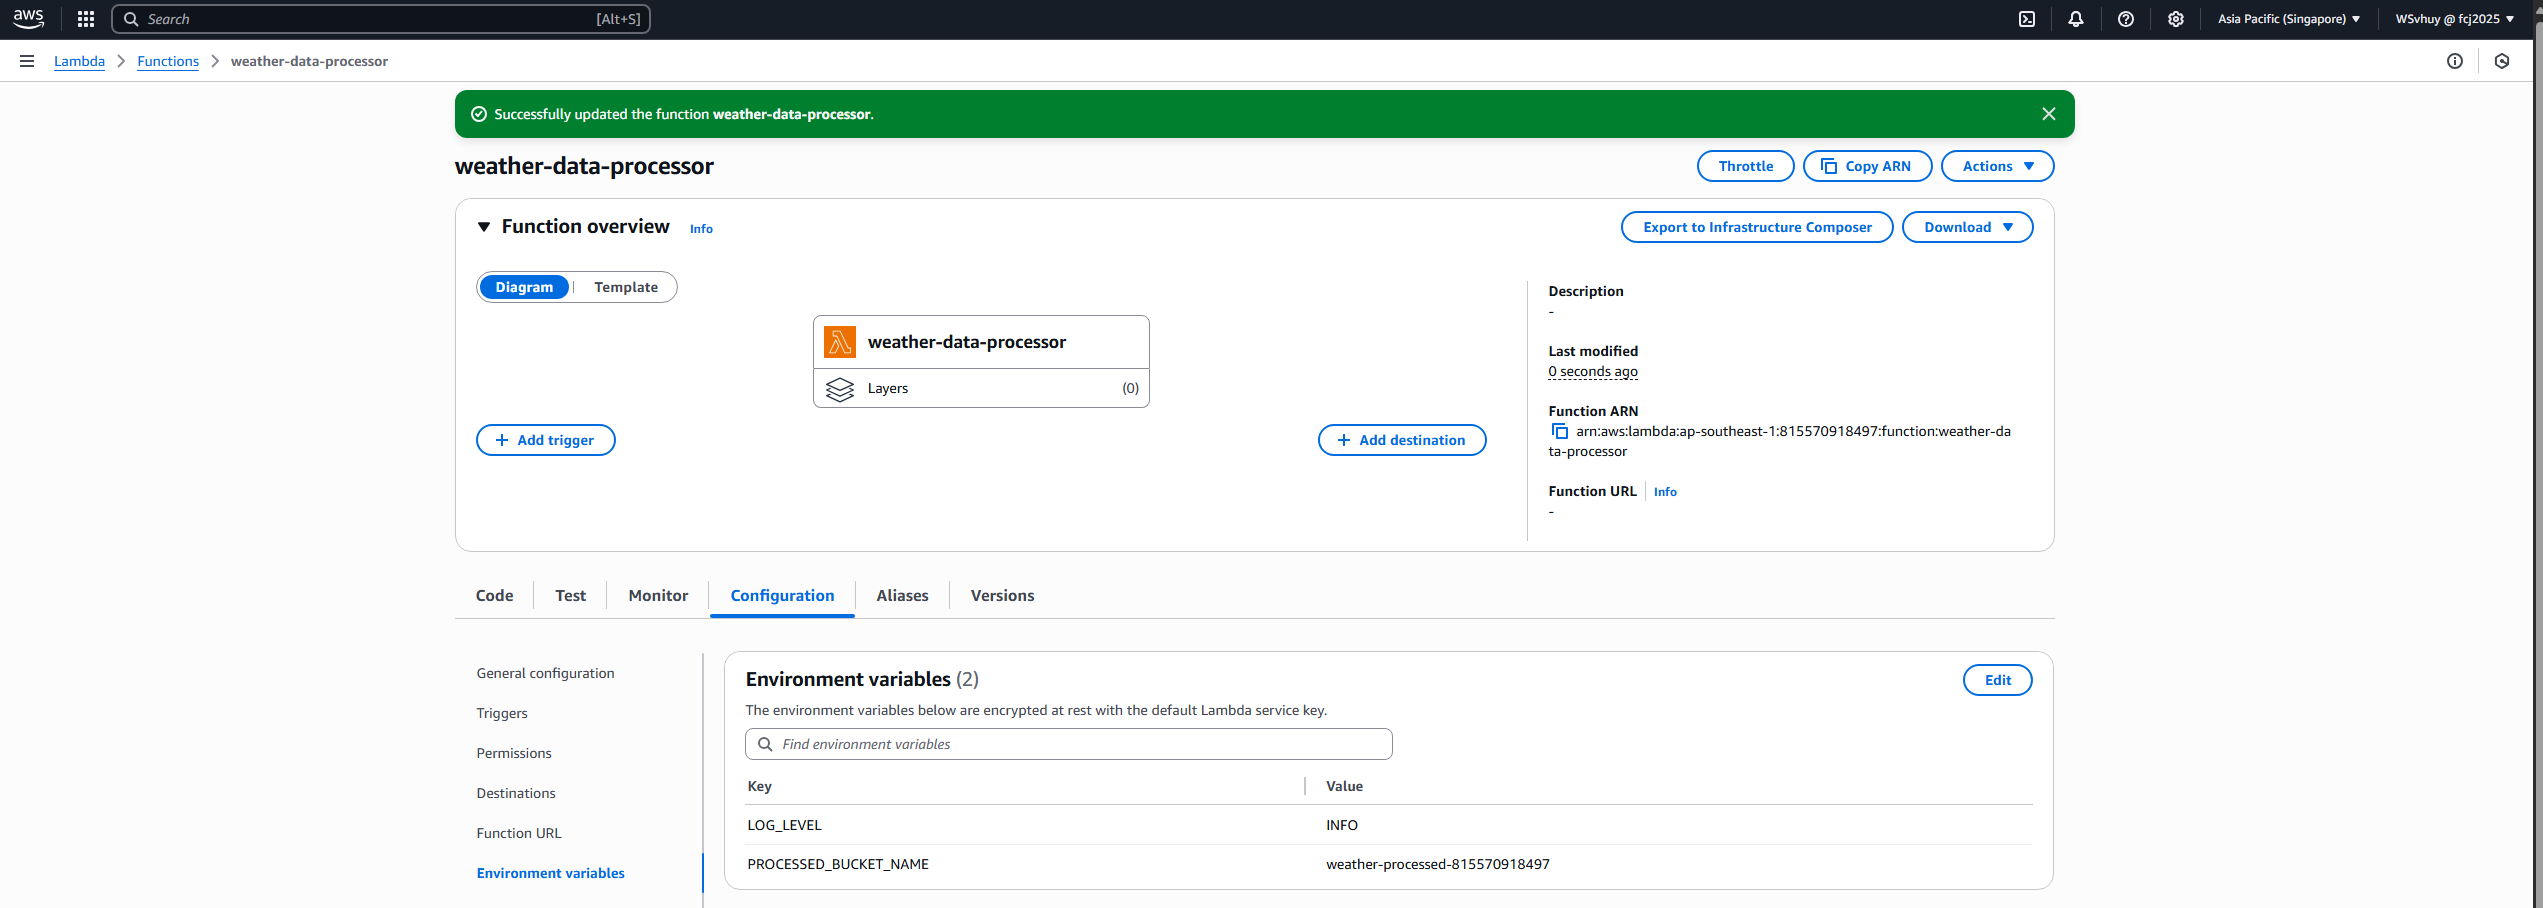 aws
Search [Alt+S] Asia Pacific (Singapore) WSvhuy @ fcj2025
Lambda Functions weather-data-processor
Successfully updated the function weather-data-processor.
weather-data-processor Throttle Copy ARN Actions
Function overview Info Export to Infrastructure Composer Download
Diagram Template
weather-data-processor
Layers (0)
+ Add trigger + Add destination
Description
-
Last modified
0 seconds ago
Function ARN
arn:aws:lambda:ap-southeast-1:815570918497:function:weather-da
ta-processor
Function URL Info
-
Code Test Monitor Configuration Aliases Versions
General configuration
Triggers
Permissions
Destinations
Function URL
Environment variables
Environment variables (2) Edit
The environment variables below are encrypted at rest with the default Lambda service key.
Find environment variables
Key Value
LOG_LEVEL INFO
PROCESSED_BUCKET_NAME weather-processed-815570918497